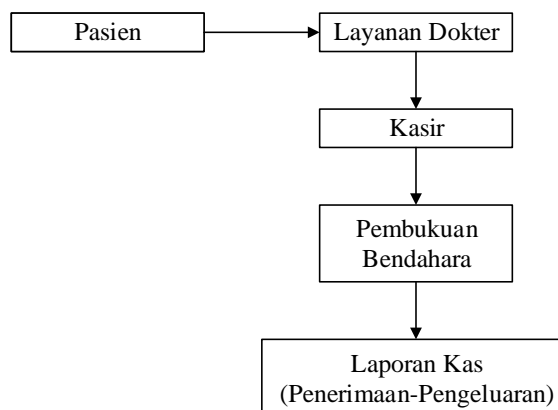 Pasien
Layanan Dokter
Kasir
Pembukuan
Bendahara
Laporan Kas
(Penerimaan-Pengeluaran)